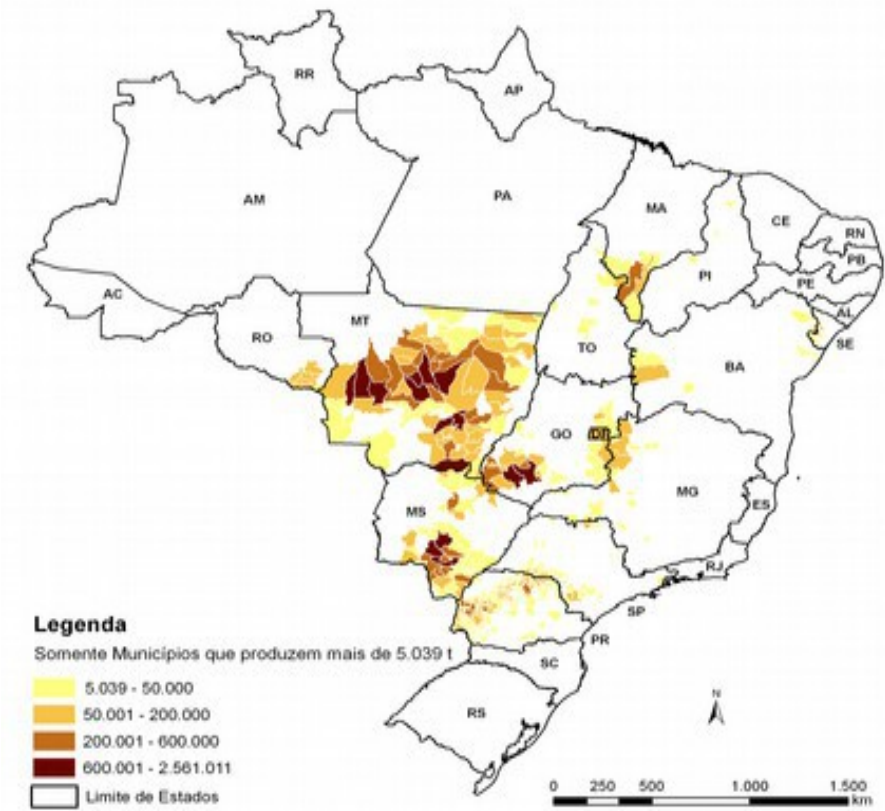 RR
AP
AM
PA
MA
CE
RN
PB
PE
AL
SE
PI
AC
RO
MT
TO
BA
GO
DF
MG
ES
MS
RJ
SP
PR
SC
RS
Legenda
Somente Municípios que produzem mais de 5.039 t
5.039 - 50.000
50.001 - 200.000
200.001 - 600.000
600.001 - 2.561.011
Limite de Estados
N
0 250 500 1.000 1.500
km